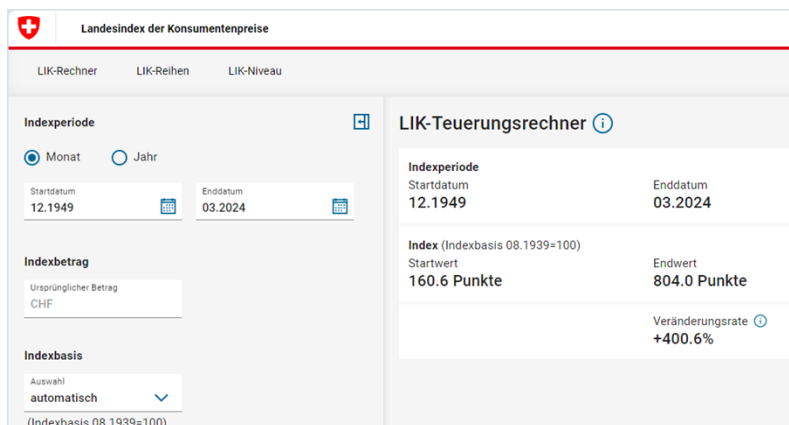 Landesindex der Konsumentenpreise
LIK-Rechner LIK-Reihen LIK-Niveau
Indexperiode
Monat Jahr
Startdatum
12.1949
Enddatum
03.2024
Indexbetrag
Ursprünglicher Betrag
CHF
Indexbasis
Auswahl
automatisch
(Indexbasis 08.1939=100)
LIK-Teuerungsrechner
Indexperiode
Startdatum
12.1949
Enddatum
03.2024
Index (Indexbasis 08.1939=100)
Startwert
160.6 Punkte
Endwert
804.0 Punkte
Veränderungsrate
+400.6%